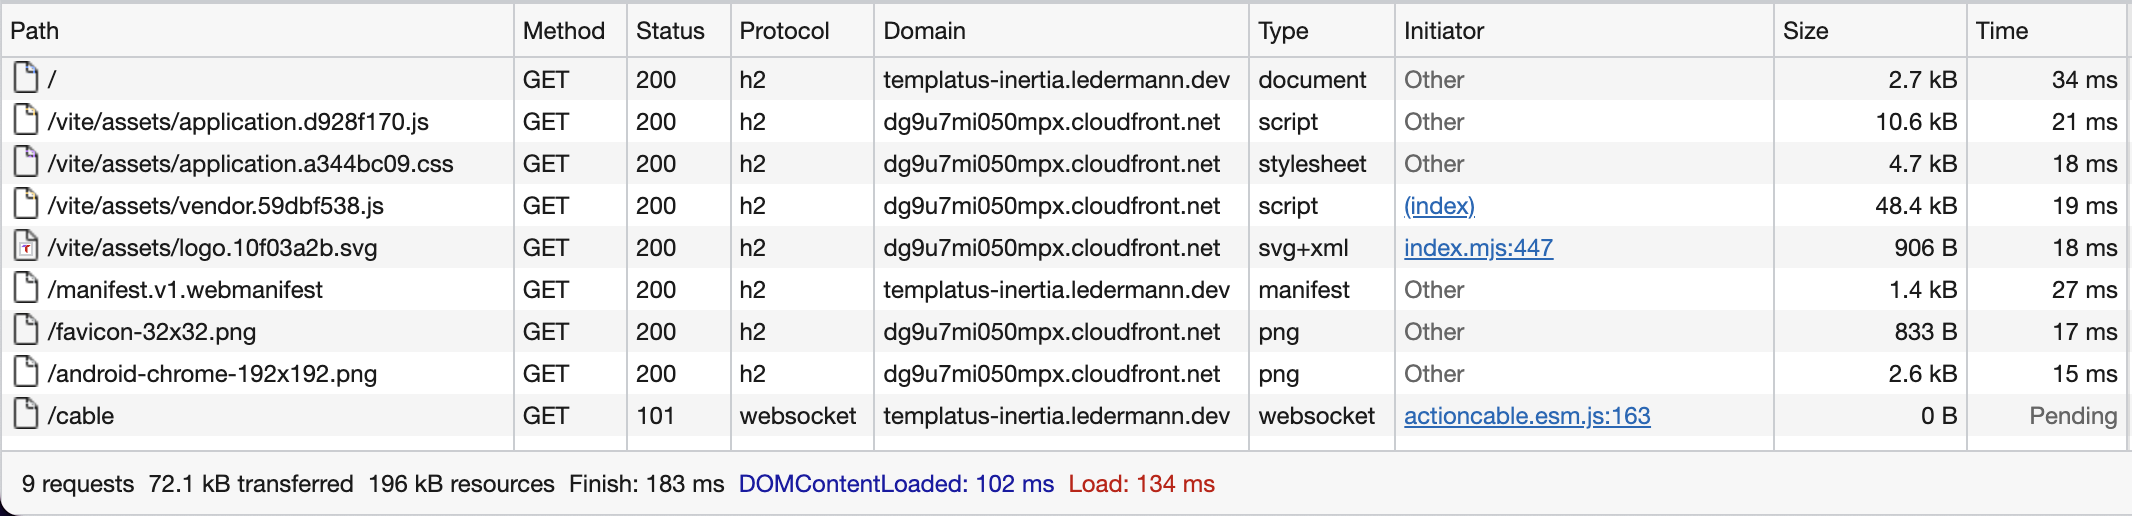 Path Method Status Protocol Domain Type Initiator Size Time
/ GET 200 h2 templatus-inertia.ledermann.dev document Other 2.7 kB 34 ms
/vite/assets/application.d928f170.js GET 200 h2 dg9u7mi050mpx.cloudfront.net script Other 10.6 kB 21 ms
/vite/assets/application.a344bc09.css GET 200 h2 dg9u7mi050mpx.cloudfront.net stylesheet Other 4.7 kB 18 ms
/vite/assets/vendor.59dbf538.js GET 200 h2 dg9u7mi050mpx.cloudfront.net script (index) 48.4 kB 19 ms
/vite/assets/logo.10f03a2b.svg GET 200 h2 dg9u7mi050mpx.cloudfront.net svg+xml index.mjs:447 906 B 18 ms
/manifest.v1.webmanifest GET 200 h2 templatus-inertia.ledermann.dev manifest Other 1.4 kB 27 ms
/favicon-32x32.png GET 200 h2 dg9u7mi050mpx.cloudfront.net png Other 833 B 17 ms
/android-chrome-192x192.png GET 200 h2 dg9u7mi050mpx.cloudfront.net png Other 2.6 kB 15 ms
/cable GET 101 websocket templatus-inertia.ledermann.dev websocket actioncable.esm.js:163 0 B Pending
9 requests 72.1 kB transferred 196 kB resources Finish: 183 ms DOMContentLoaded: 102 ms Load: 134 ms